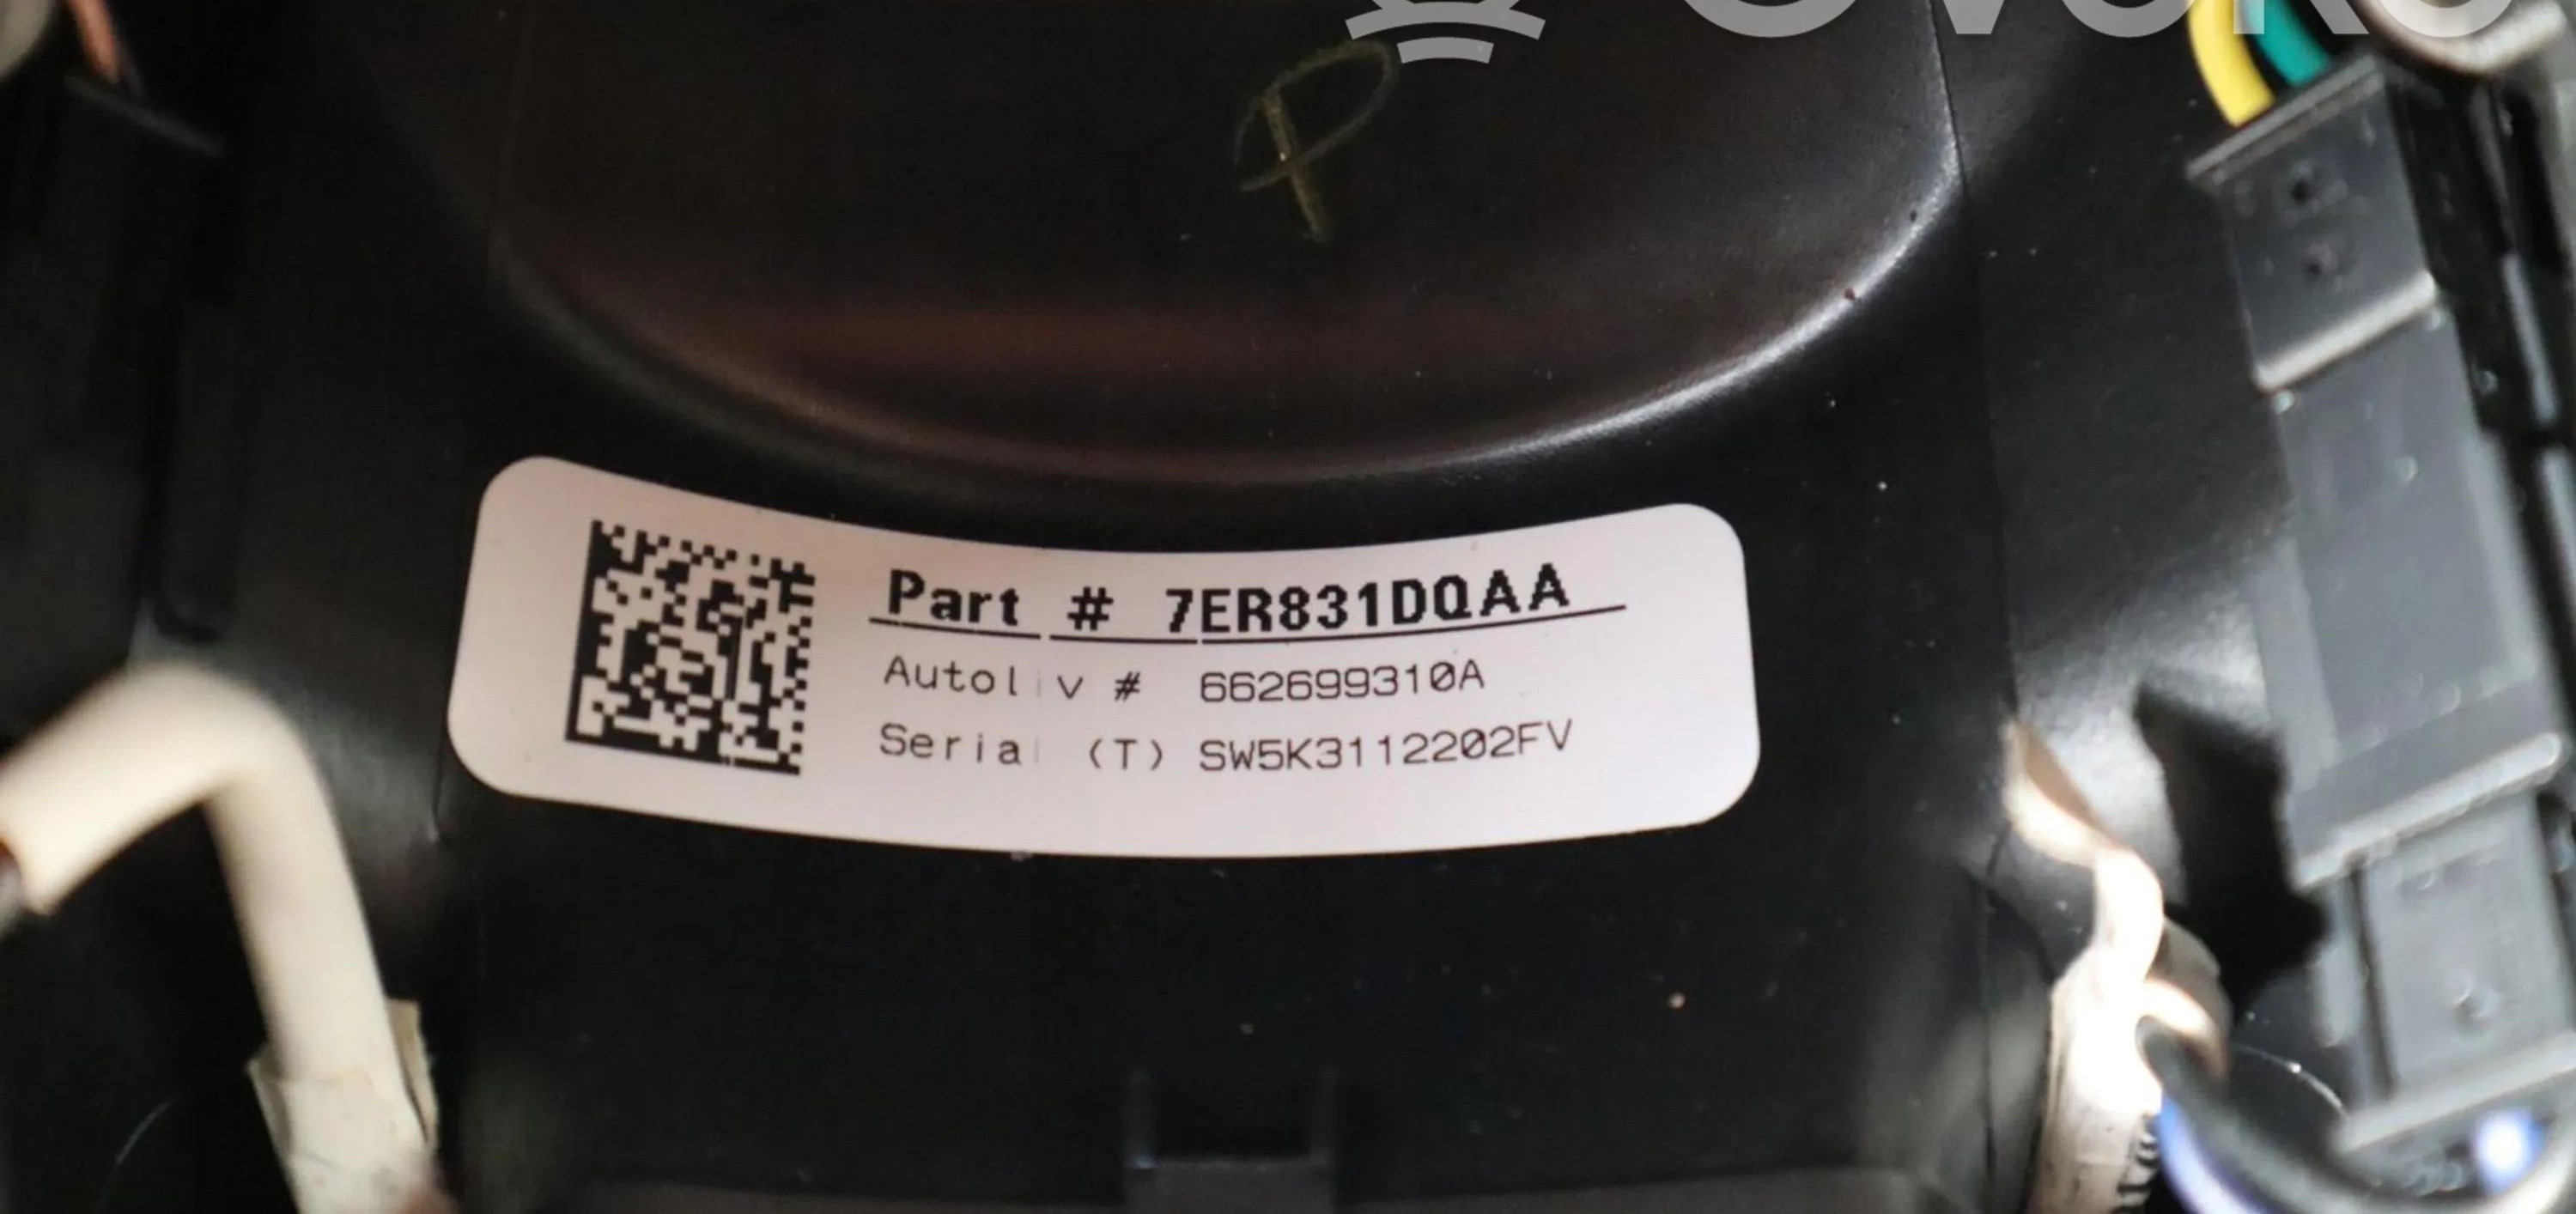 Part # 7ER831DQAA
Autoliv # 662699310A
Serial (T) SW5K3112202FV